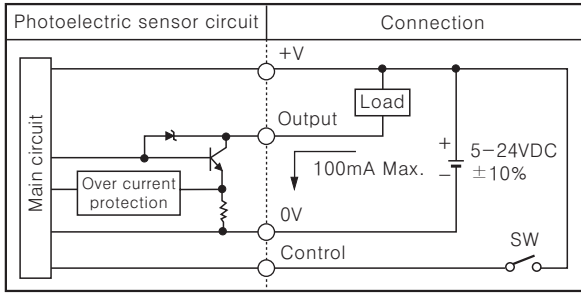 Photoelectric sensor circuit
Connection
Main circuit
Over current
protection
+V
Output
Load
100mA Max.
+
−
5−24VDC
±10%
0V
Control
SW